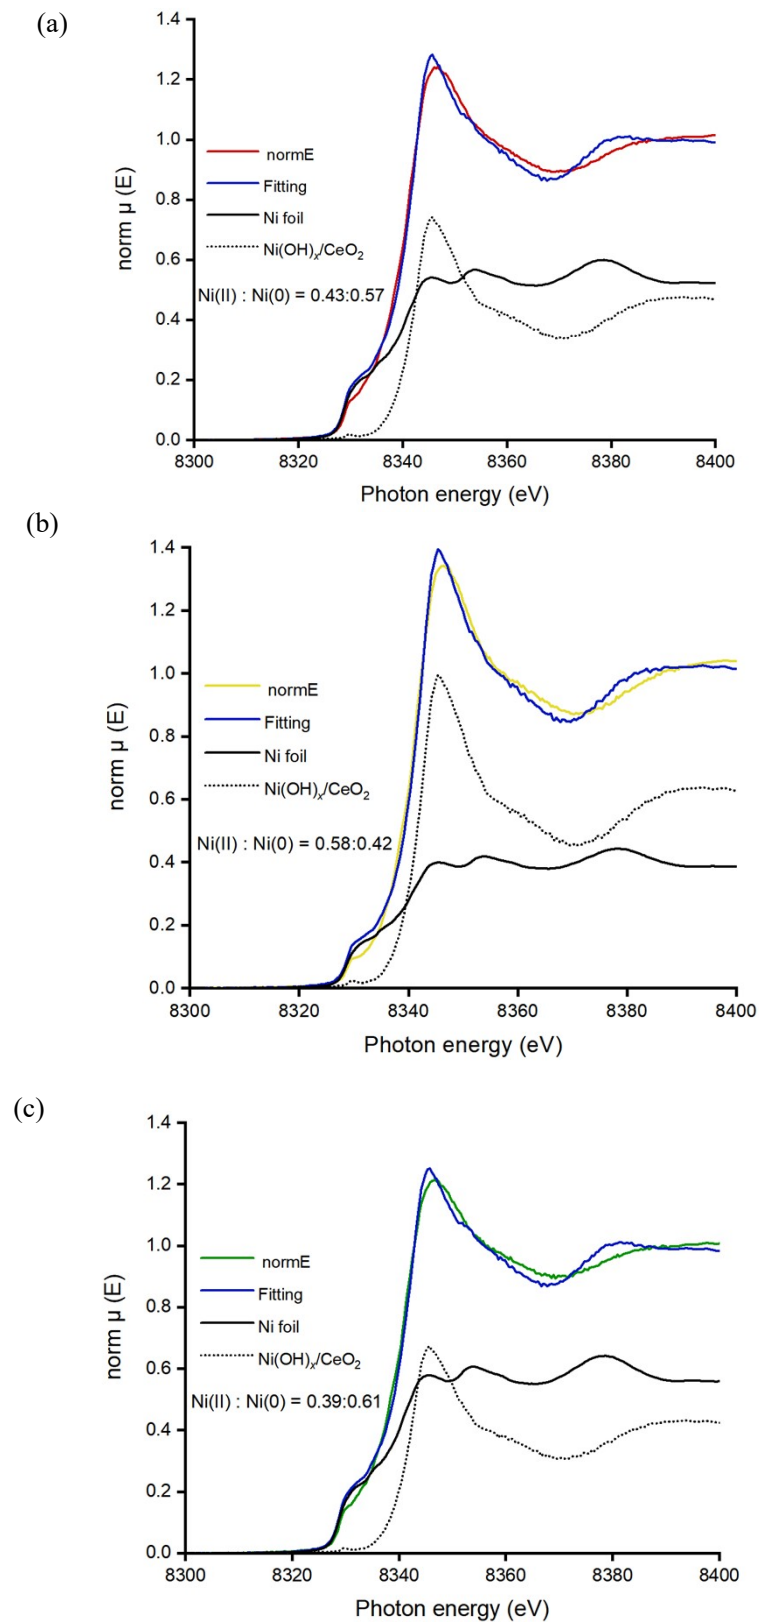 (a)
1.4
1.2
1.0
0.8
0.6
0.4
0.2
0.0
norm μ (E)
normE
Fitting
Ni foil
Ni(OH)ₓ/CeO₂
Ni(II) : Ni(0) = 0.43:0.57
8300 8320 8340 8360 8380 8400
Photon energy (eV)
(b)
1.4
1.2
1.0
0.8
0.6
0.4
0.2
0.0
norm μ (E)
normE
Fitting
Ni foil
Ni(OH)ₓ/CeO₂
Ni(II) : Ni(0) = 0.58:0.42
8300 8320 8340 8360 8380 8400
Photon energy (eV)
(c)
1.4
1.2
1.0
0.8
0.6
0.4
0.2
0.0
norm μ (E)
normE
Fitting
Ni foil
Ni(OH)ₓ/CeO₂
Ni(II) : Ni(0) = 0.39:0.61
8300 8320 8340 8360 8380 8400
Photon energy (eV)